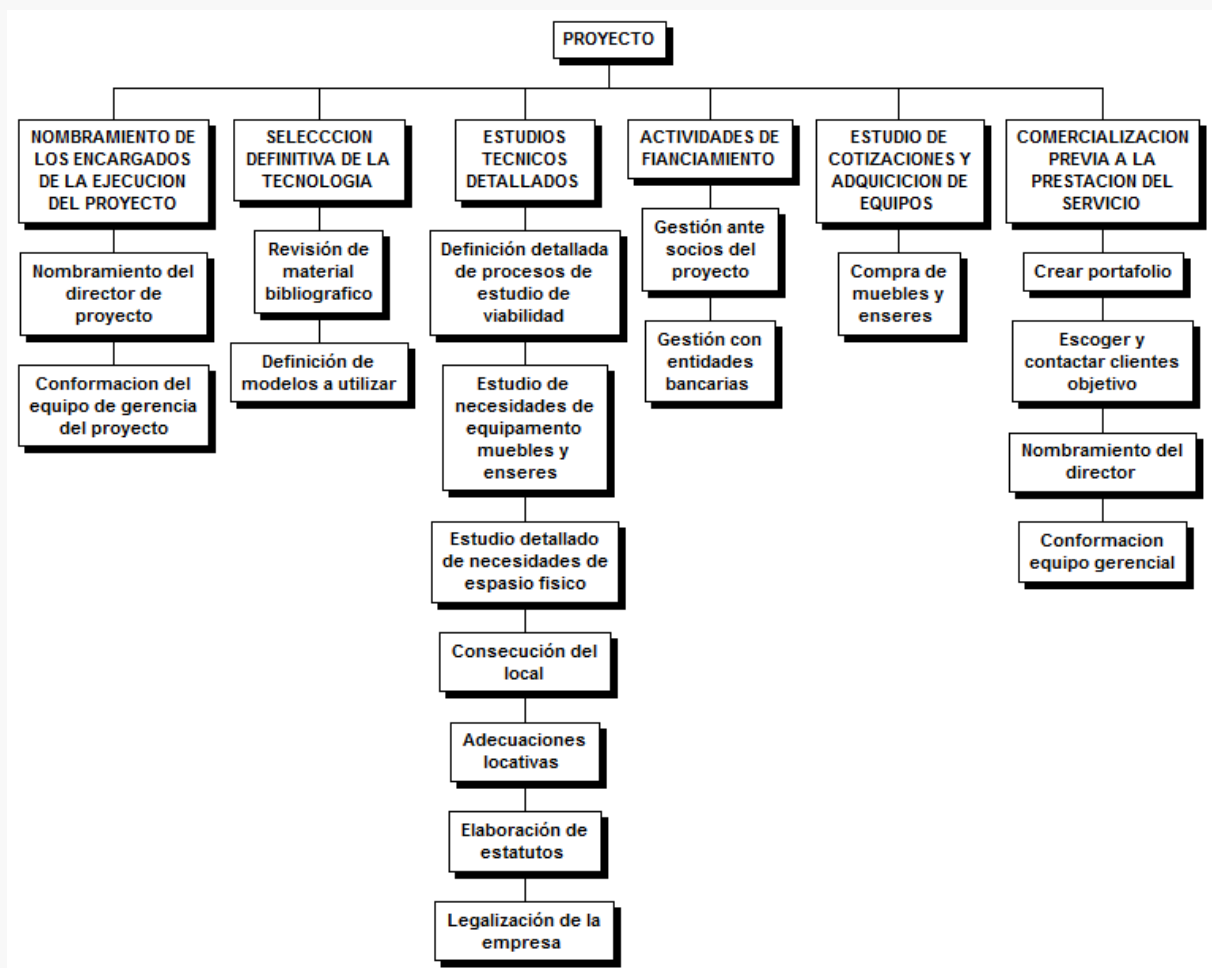 PROYECTO
NOMBRAMIENTO DE
LOS ENCARGADOS
DE LA EJECUCION
DEL PROYECTO
Nombramiento del
director de
proyecto
Conformacion del
equipo de gerencia
del proyecto
SELECCCION
DEFINITIVA DE LA
TECNOLOGIA
Revisión de
material
bibliografico
Definición de
modelos a utilizar
ESTUDIOS
TECNICOS
DETALLADOS
Definición detallada
de procesos de
estudio de
viabilidad
Estudio de
necesidades de
equipamento
muebles y
enseres
Estudio detallado
de necesidades de
espasio fisico
Consecución del
local
Adecuaciones
locativas
Elaboración de
estatutos
Legalización de la
empresa
ACTIVIDADES DE
FIANCIAMIENTO
Gestión ante
socios del
proyecto
Gestión con
entidades
bancarias
ESTUDIO DE
COTIZACIONES Y
ADQUICICION DE
EQUIPOS
Compra de
muebles y
enseres
COMERCIALIZACION
PREVIA A LA
PRESTACION DEL
SERVICIO
Crear portafolio
Escoger y
contactar clientes
objetivo
Nombramiento del
director
Conformacion
equipo gerencial